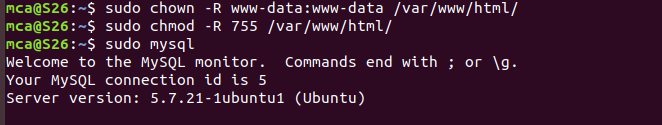 mca@S26:~$ sudo chown -R www-data:www-data /var/www/html/
mca@S26:~$ sudo chmod -R 755 /var/www/html/
mca@S26:~$ sudo mysql
Welcome to the MySQL monitor.  Commands end with ; or \g.
Your MySQL connection id is 5
Server version: 5.7.21-1ubuntu1 (Ubuntu)